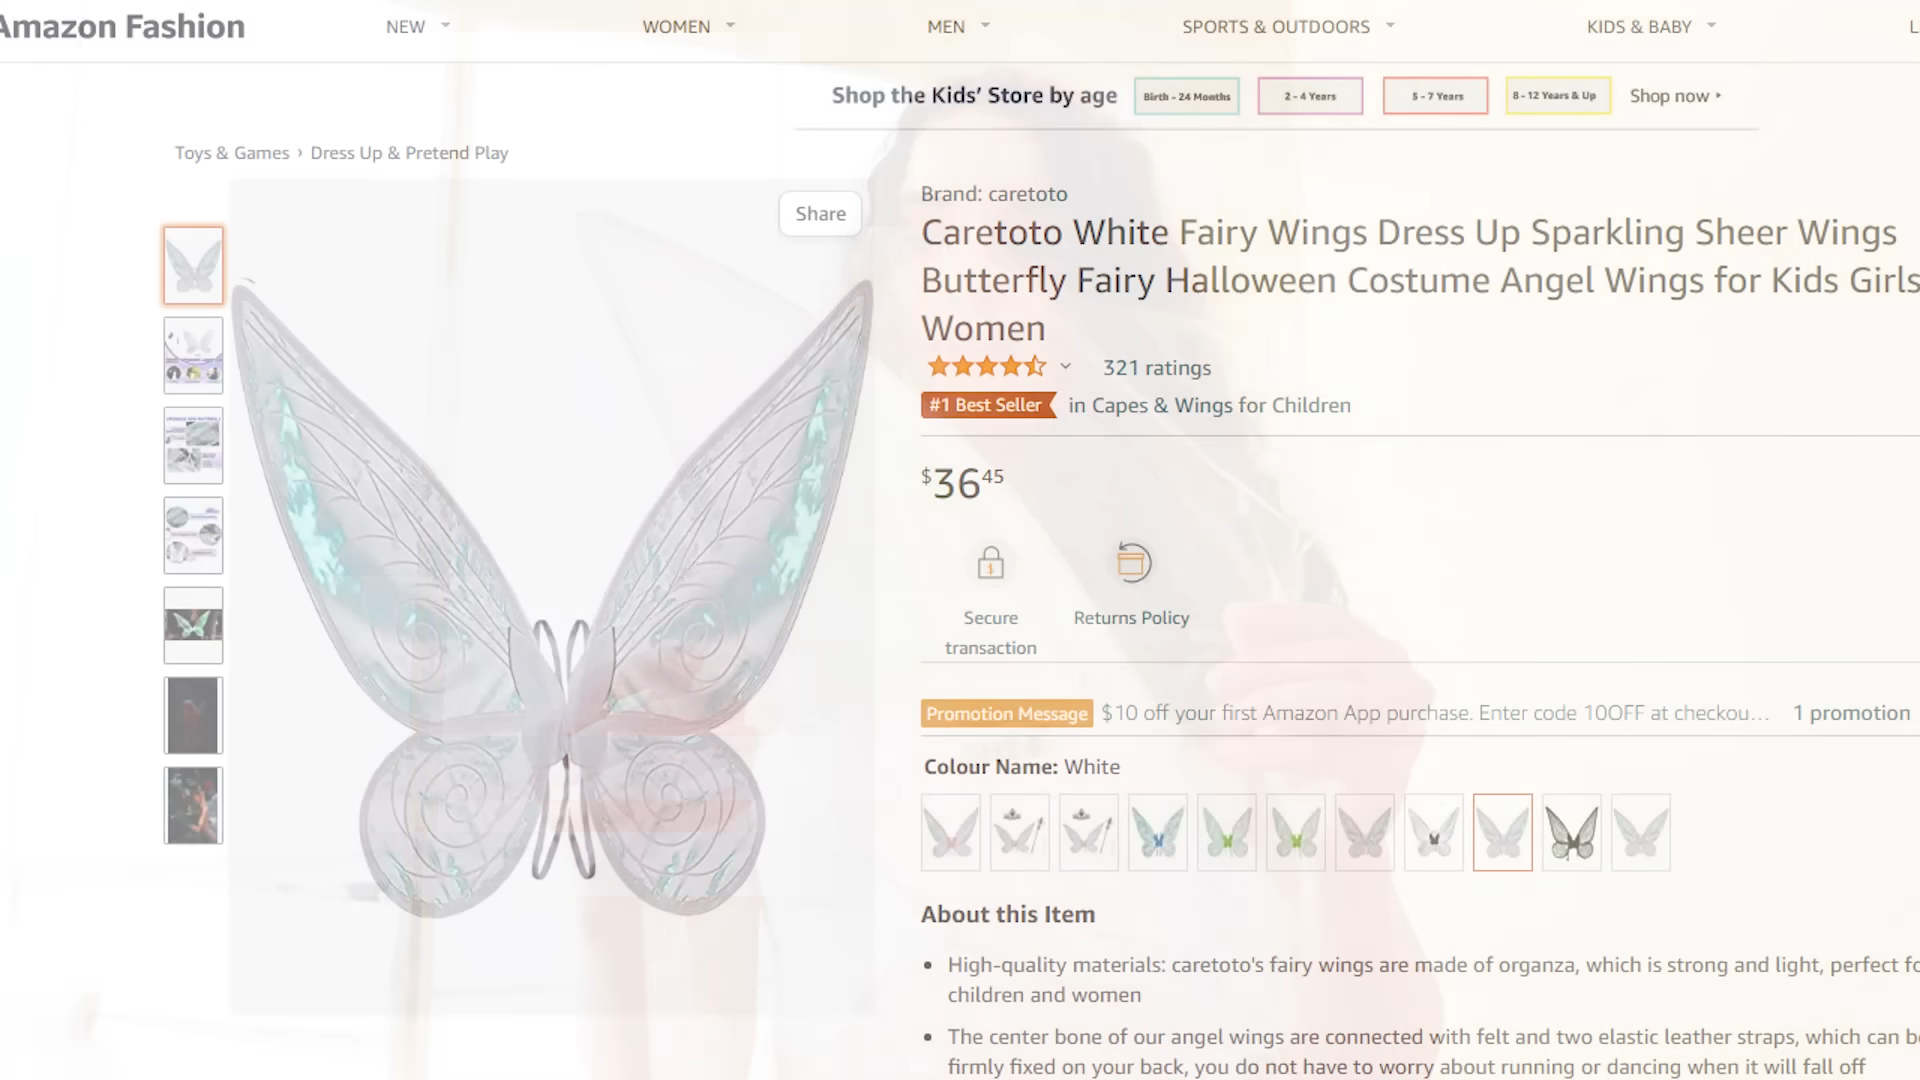 Amazon Fashion
NEW
WOMEN
MEN
SPORTS & OUTDOORS
KIDS & BABY
L
Shop the Kids' Store by age
Birth - 24 Months
2 - 4 Years
5 - 7 Years
8 - 12 Years & Up
Shop now
Toys & Games › Dress Up & Pretend Play
Share
Brand: caretoto
Caretoto White Fairy Wings Dress Up Sparkling Sheer Wings
Butterfly Fairy Halloween Costume Angel Wings for Kids Girls
Women
321 ratings
#1 Best Seller in Capes & Wings for Children
$36 45
Secure
transaction
Returns Policy
Promotion Message $10 off your first Amazon App purchase. Enter code 10OFF at checkou... 1 promotion
Colour Name: White
About this Item
• High-quality materials: caretoto's fairy wings are made of organza, which is strong and light, perfect fo
children and women
• The center bone of our angel wings are connected with felt and two elastic leather straps, which can be
firmly fixed on your back, you do not have to worry about running or dancing when it will fall off